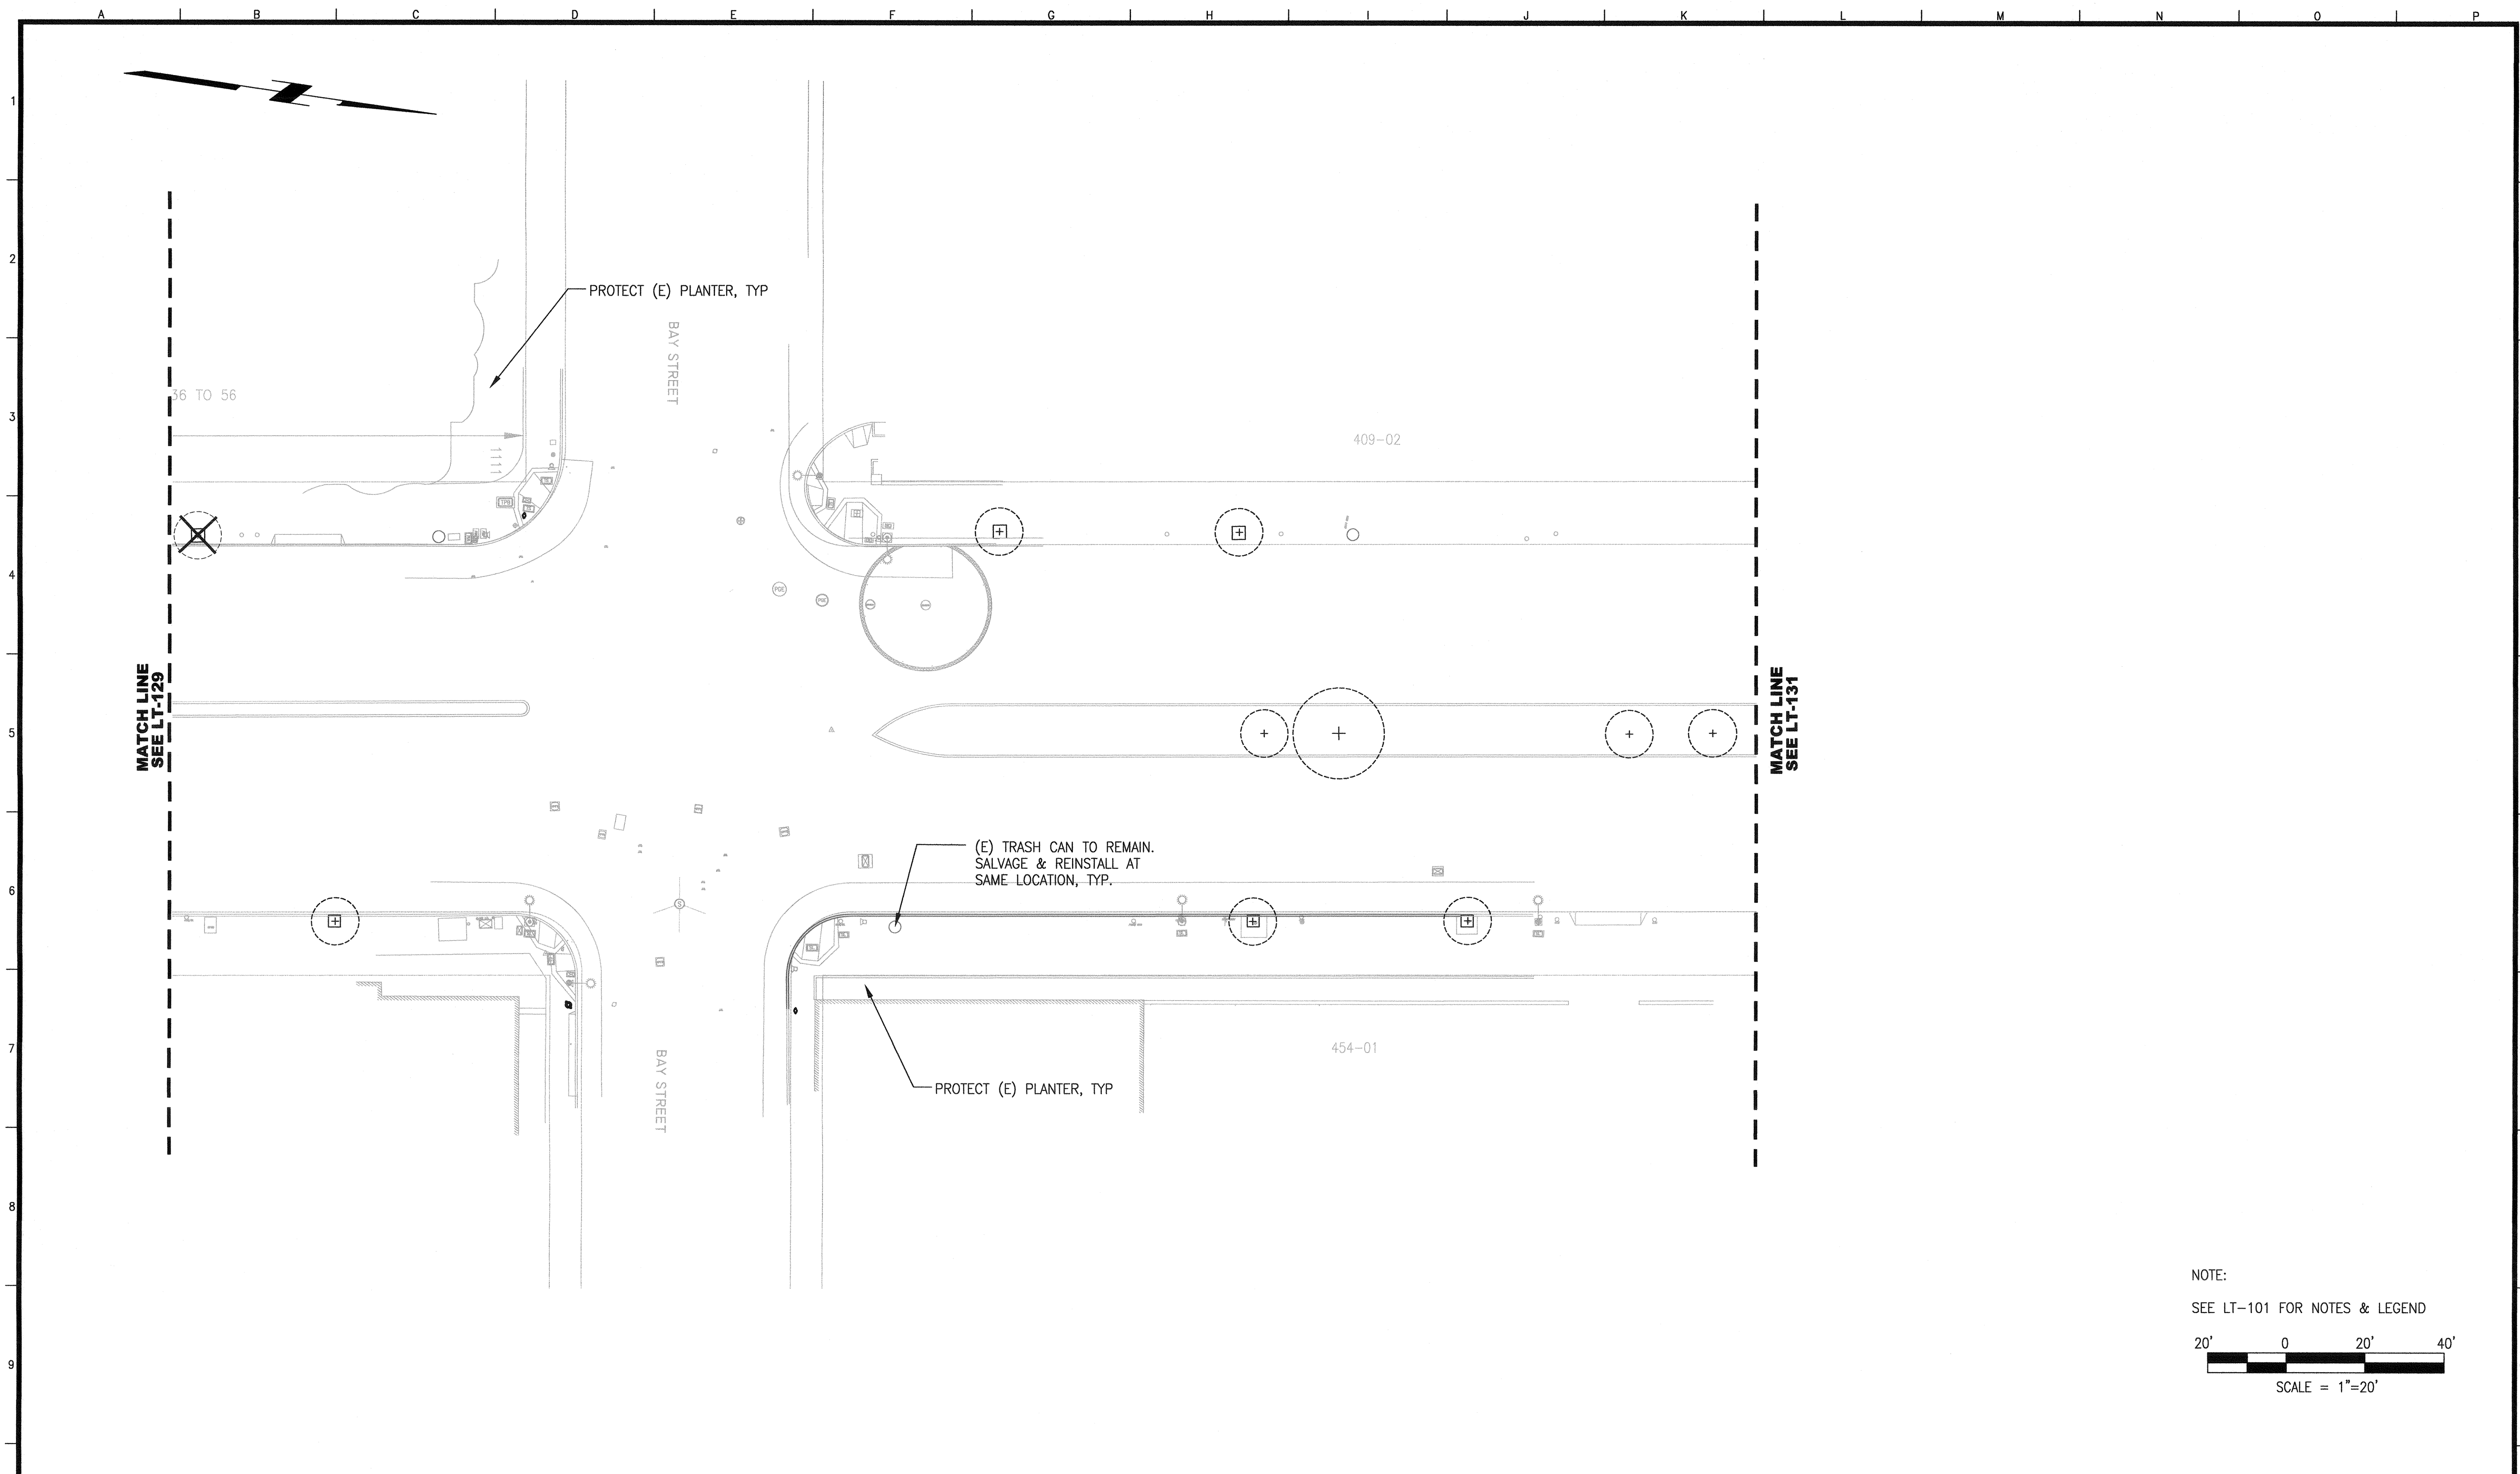 A B C D E F G H I J K L M N O P
1
2
3
4
5
6
7
8
9
PROTECT (E) PLANTER, TYP
BAY STREET
36 TO 56
409-02
PGE
PGE
MATCH LINE
SEE LT-129
MATCH LINE
SEE LT-131
(E) TRASH CAN TO REMAIN.
SALVAGE & REINSTALL AT
SAME LOCATION, TYP.
S
454-01
BAY STREET
PROTECT (E) PLANTER, TYP
NOTE:
SEE LT-101 FOR NOTES & LEGEND
20' 0 20' 40'
SCALE = 1"=20'